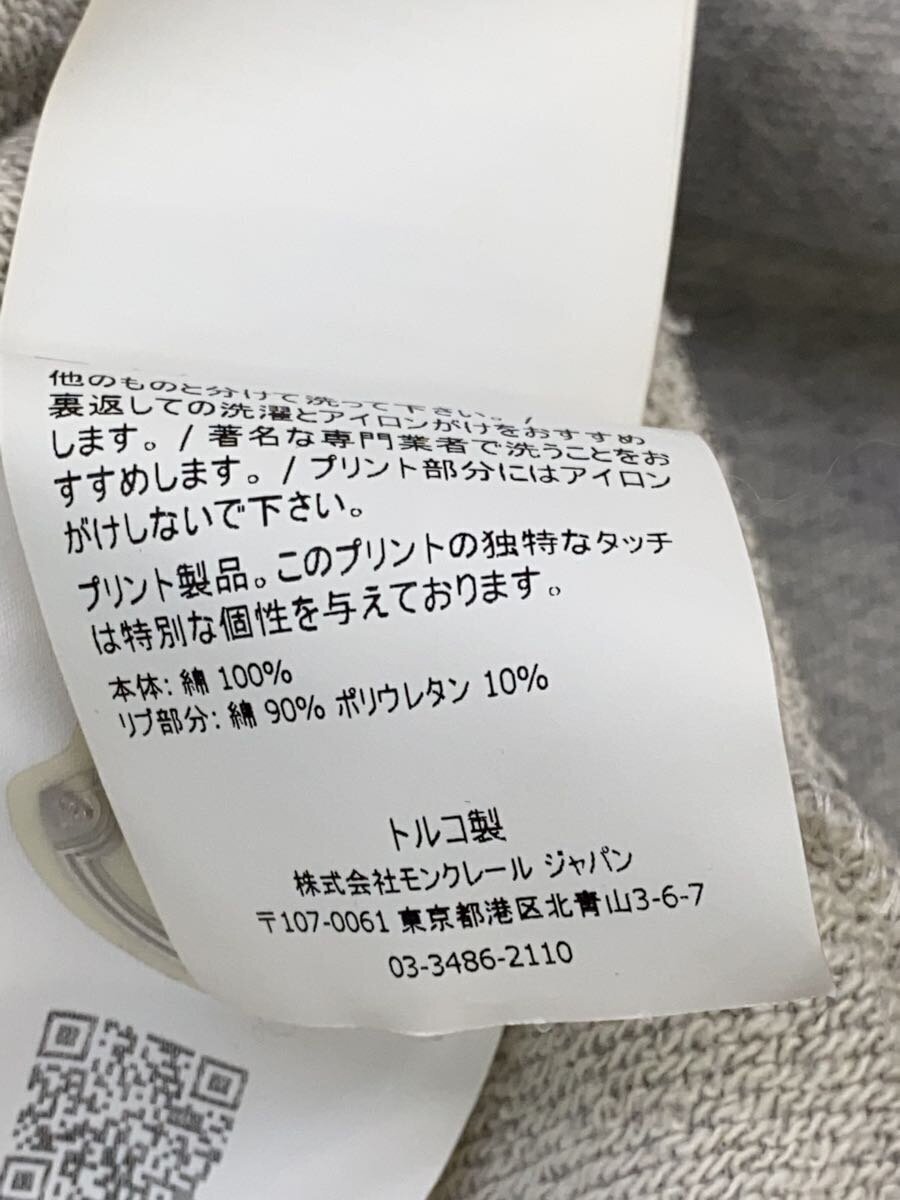 他のものと分けて洗って下さい。/
裏返しての洗濯とアイロンがけをおすすめ
します。/ 著名な専門業者で洗うことをお
すすめします。/ プリント部分にはアイロン
がけしないで下さい。
プリント製品。このプリントの独特なタッチ
は特別な個性を与えております。
本体: 綿 100%
リブ部分: 綿 90% ポリウレタン 10%
トルコ製
株式会社モンクレール ジャパン
〒107-0061 東京都港区北青山3-6-7
03-3486-2110